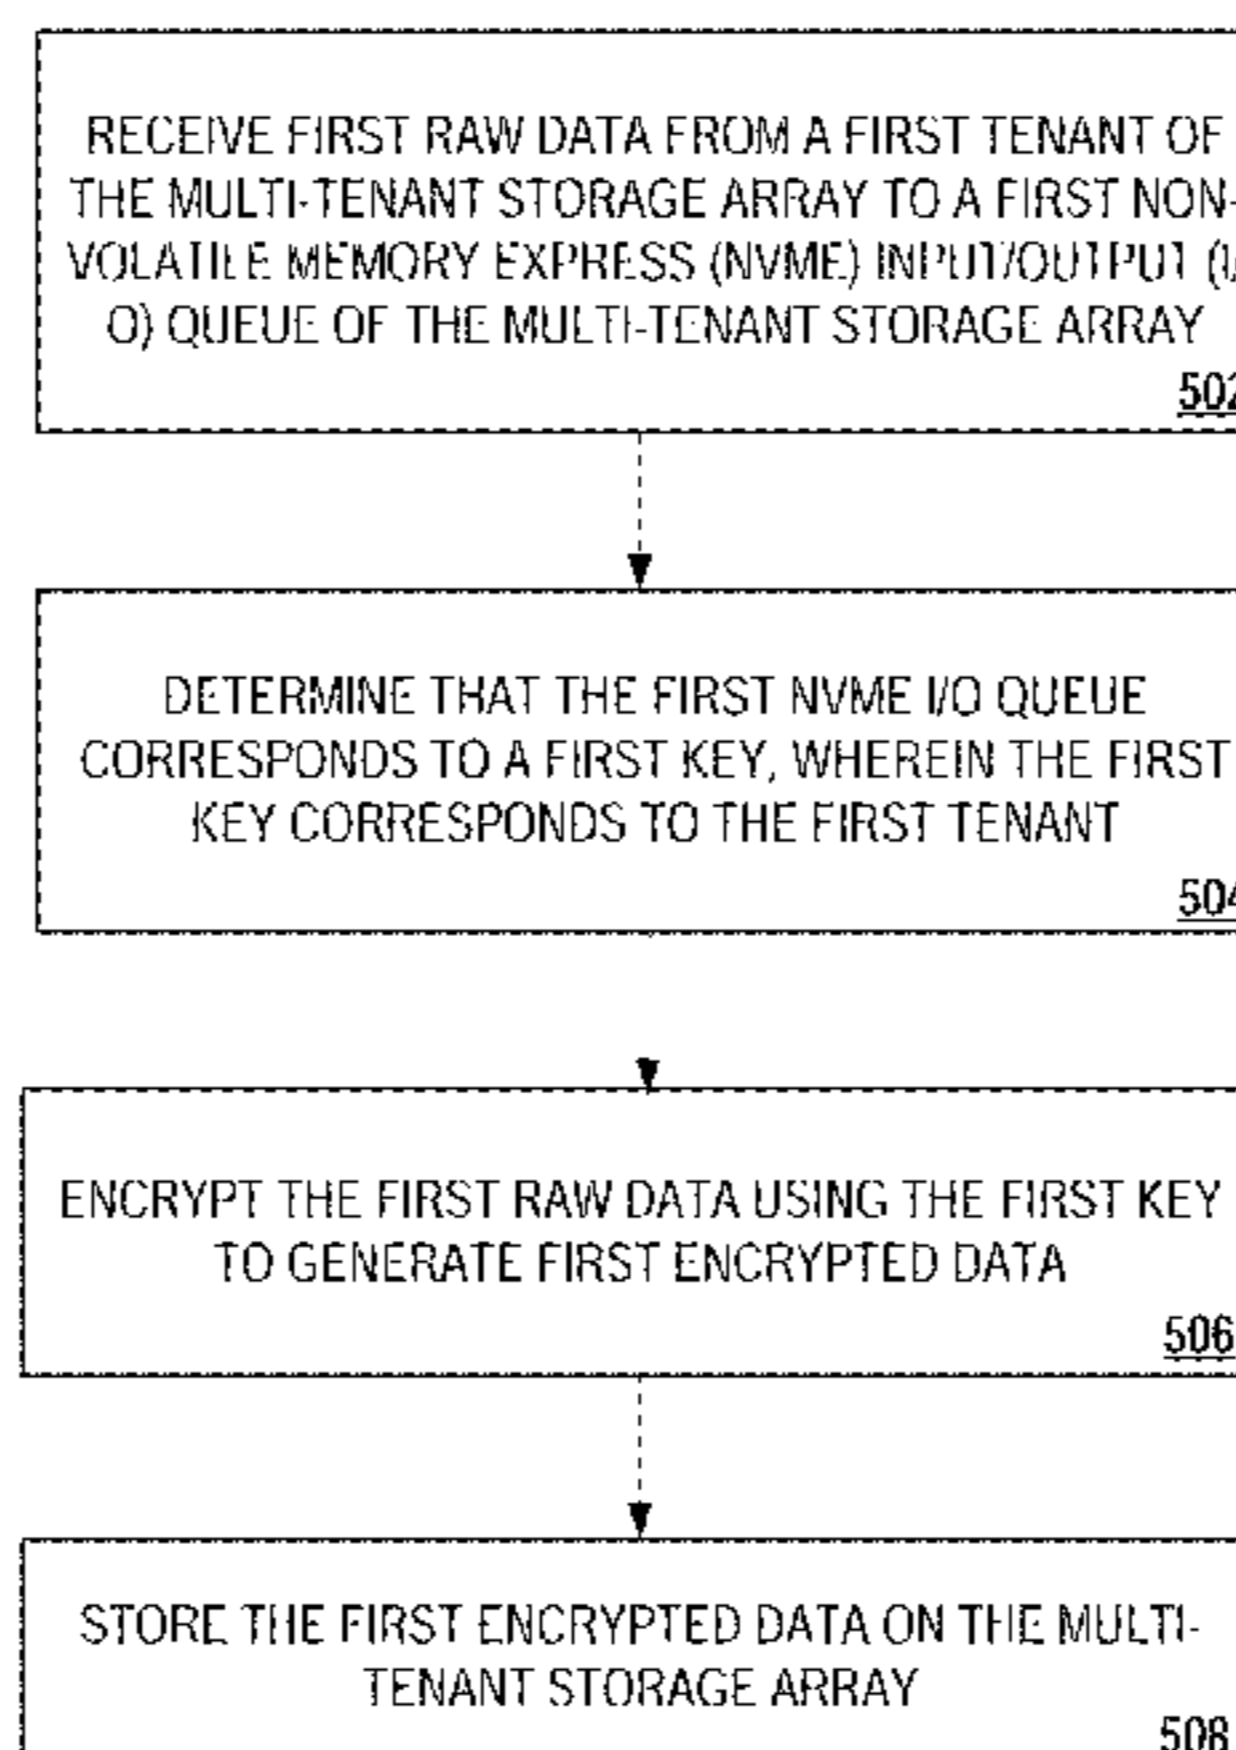 RECEIVE FIRST RAW DATA FROM A FIRST TENANT OF
THE MULTI-TENANT STORAGE ARRAY TO A FIRST NON-
VOLATILE MEMORY EXPRESS (NVME) INPUT/OUTPUT (I/
O) QUEUE OF THE MULTI-TENANT STORAGE ARRAY
502
DETERMINE THAT THE FIRST NVME I/O QUEUE
CORRESPONDS TO A FIRST KEY, WHEREIN THE FIRST
KEY CORRESPONDS TO THE FIRST TENANT
504
ENCRYPT THE FIRST RAW DATA USING THE FIRST KEY
TO GENERATE FIRST ENCRYPTED DATA
506
STORE THE FIRST ENCRYPTED DATA ON THE MULTI-
TENANT STORAGE ARRAY
508